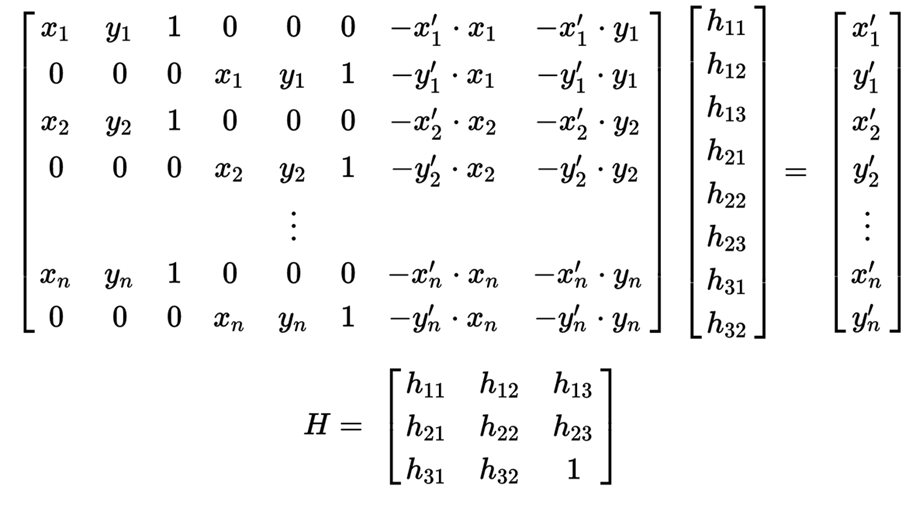 x₁ y₁ 1 0 0 0 −x′₁ · x₁ −x′₁ · y₁ h₁₁ x′₁
0 0 0 x₁ y₁ 1 −y′₁ · x₁ −y′₁ · y₁ h₁₂ y′₁
x₂ y₂ 1 0 0 0 −x′₂ · x₂ −x′₂ · y₂ h₁₃ x′₂
0 0 0 x₂ y₂ 1 −y′₂ · x₂ −y′₂ · y₂ h₂₁ = y′₂
⋮ h₂₂ ⋮
h₂₃
xₙ yₙ 1 0 0 0 −x′ₙ · xₙ −x′ₙ · yₙ h₃₁ x′ₙ
0 0 0 xₙ yₙ 1 −y′ₙ · xₙ −y′ₙ · yₙ h₃₂ y′ₙ
h₁₁ h₁₂ h₁₃
H = h₂₁ h₂₂ h₂₃
h₃₁ h₃₂ 1